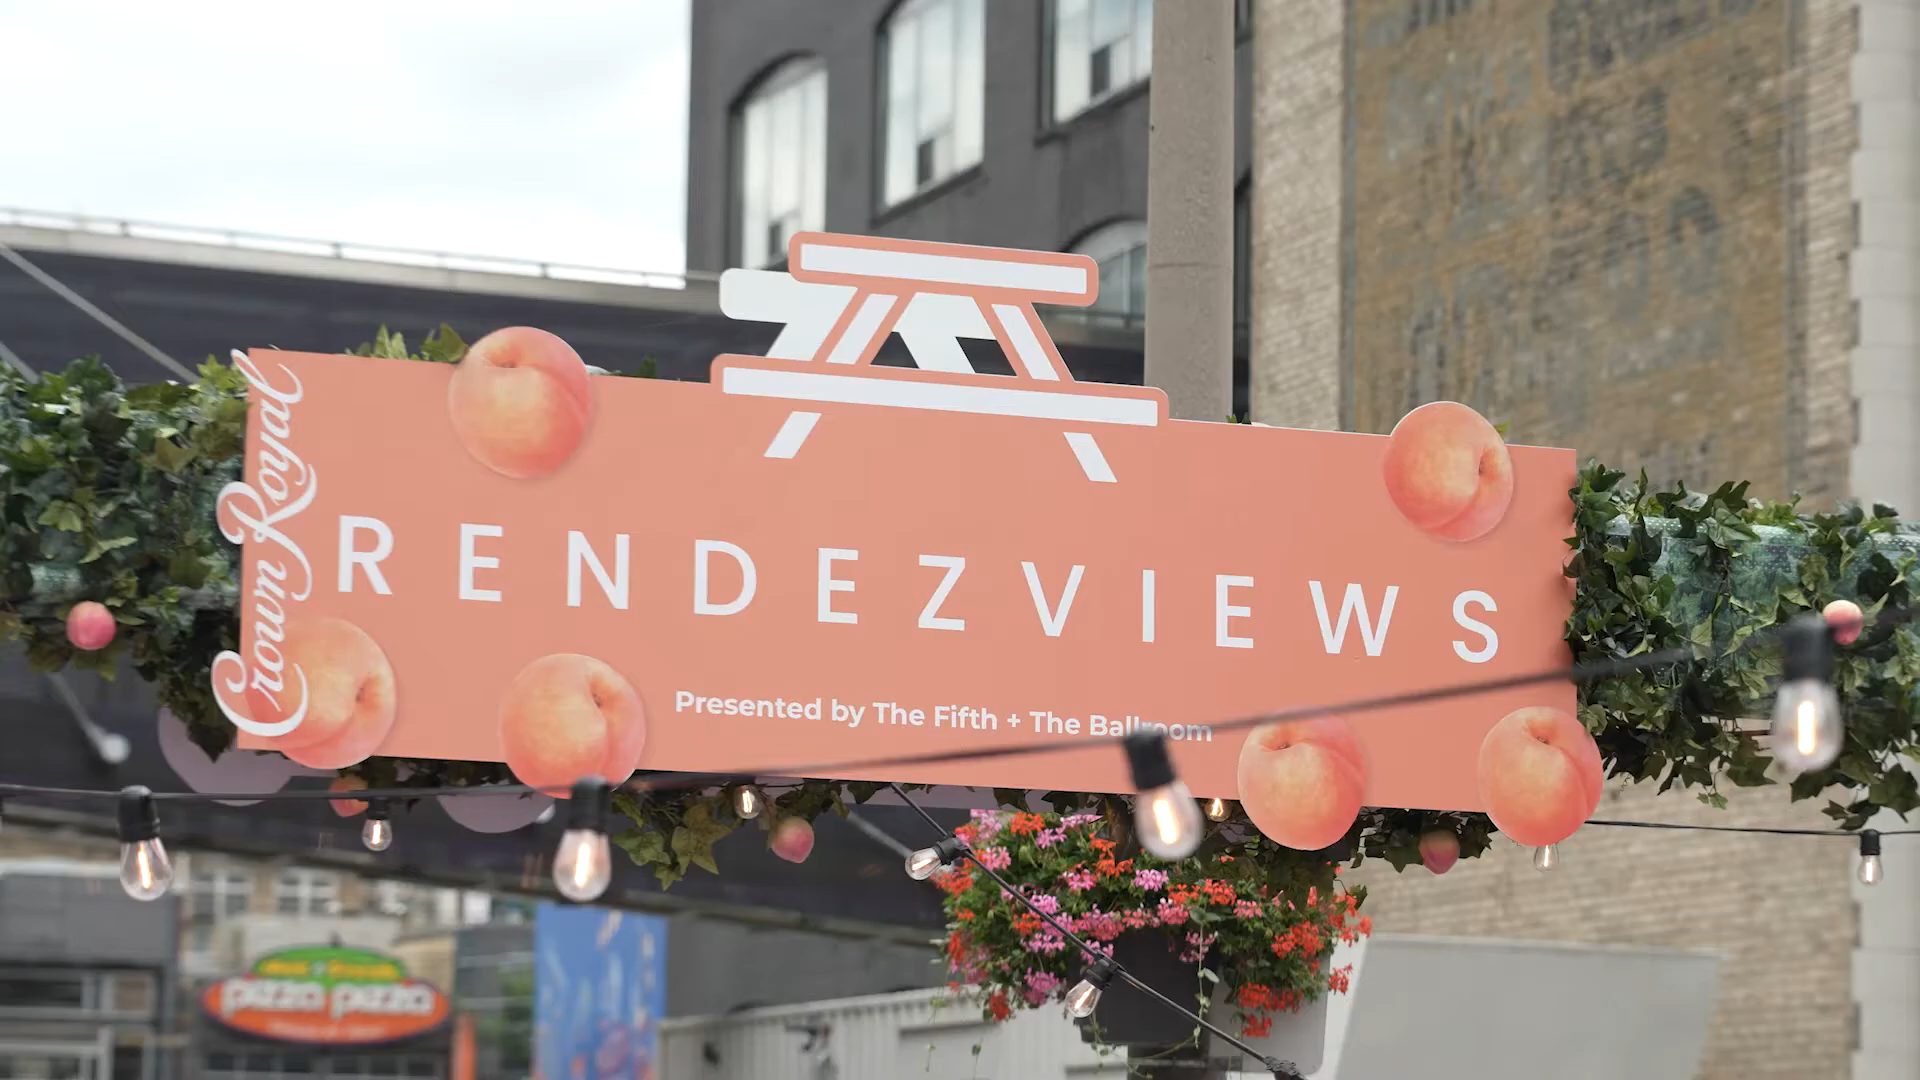 Crown Royal
RENDEZVIEWS
Presented by The Fifth + The Ballroom
pizza pizza